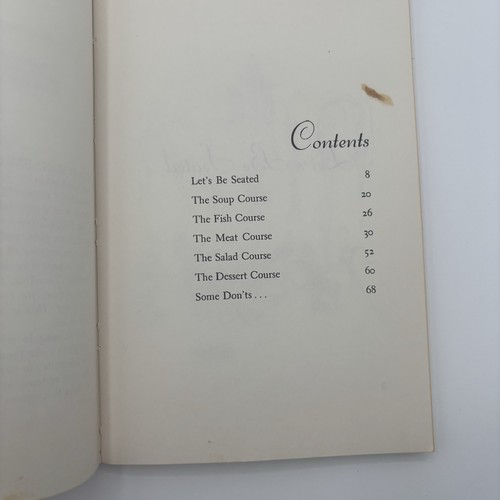 Contents
Let's Be Seated 8
The Soup Course 20
The Fish Course 26
The Meat Course 30
The Salad Course 52
The Dessert Course 60
Some Don'ts . . . 68